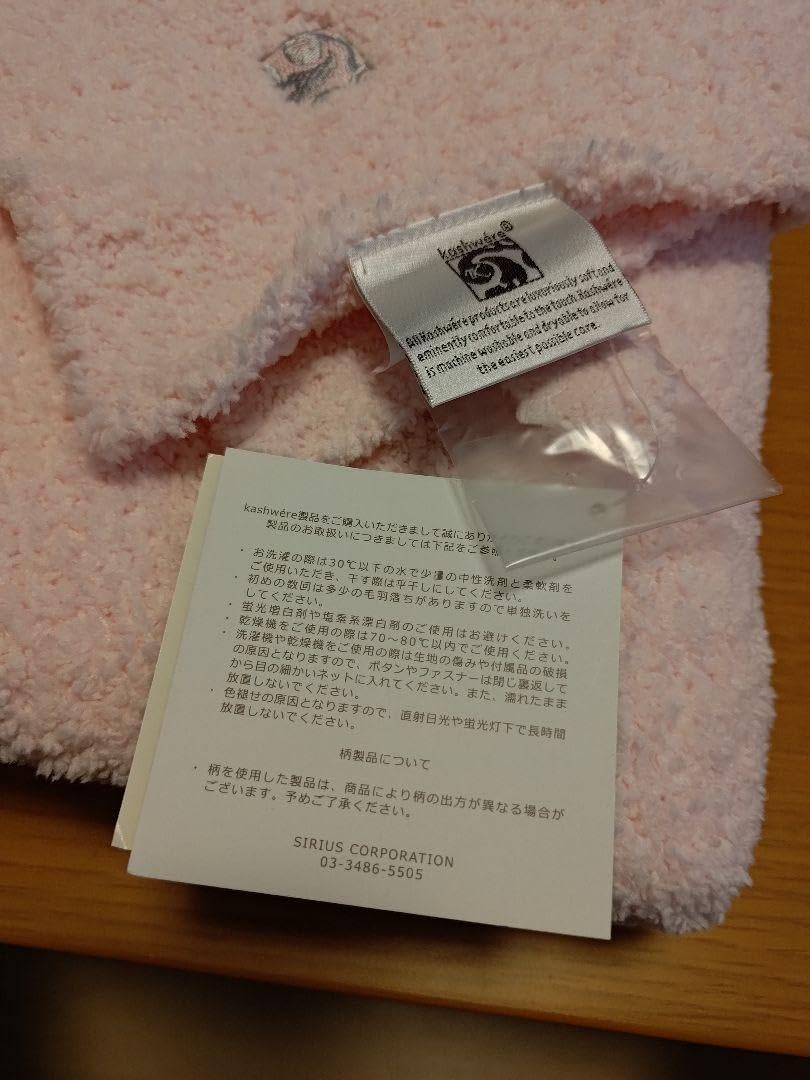 kashwére®
All Kashwére products are luxuriously soft and
eminently comfortable to the touch. Kashwére
is machine washable and dryable to allow for
the easiest possible care..
kashwére製品をご購入いただきまして誠にありが
製品のお取扱いにつきましては下記をご参照
・お洗濯の際は30℃以下の水で少量の中性洗剤と柔軟剤を
ご使用いただき、干す際は平干しにしてください。
・初めの数回は多少の毛羽落ちがありますので単独洗いを
してください。
・蛍光増白剤や塩素系漂白剤のご使用はお避けください。
・乾燥機をご使用の際は70～80℃以内でご使用ください。
・洗濯機や乾燥機をご使用の際は生地の傷みや付属品の破損
の原因となりますので、ボタンやファスナーは閉じ裏返して
から目の細かいネットに入れてください。また、濡れたまま
放置しないでください。
・色褪せの原因となりますので、直射日光や蛍光灯下で長時間
放置しないでください。
柄製品について
・柄を使用した製品は、商品により柄の出方が異なる場合が
ございます。予めご了承ください。
SIRIUS CORPORATION
03-3486-5505